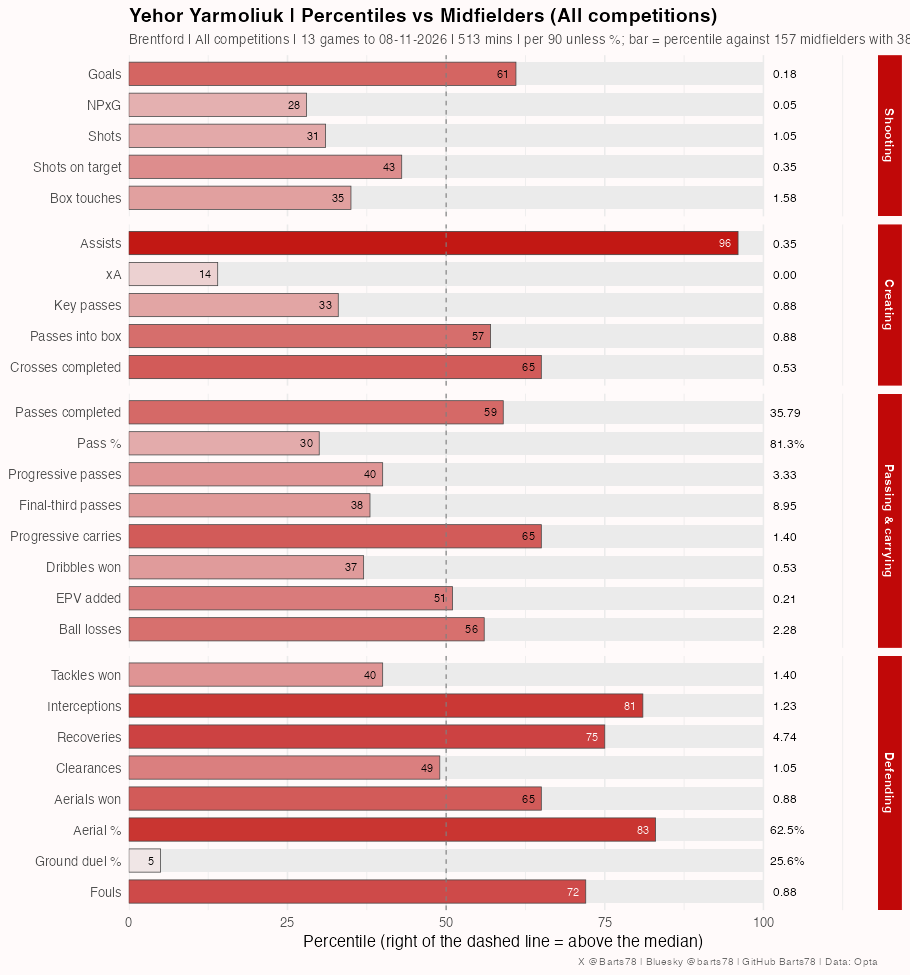 Yehor Yarmoliuk | Percentiles vs Midfielders (All competitions)
Brentford | All competitions | 13 games to 08-11-2026 | 513 mins | per 90 unless %; bar = percentile against 157 midfielders with 38
Goals 61 0.18
NPxG 28 0.05
Shots 31 1.05
Shots on target 43 0.35
Box touches 35 1.58
Shooting
Assists 96 0.35
xA 14 0.00
Key passes 33 0.88
Passes into box 57 0.88
Crosses completed 65 0.53
Creating
Passes completed 59 35.79
Pass % 30 81.3%
Progressive passes 40 3.33
Final-third passes 38 8.95
Progressive carries 65 1.40
Dribbles won 37 0.53
EPV added 51 0.21
Ball losses 56 2.28
Passing & carrying
Tackles won 40 1.40
Interceptions 81 1.23
Recoveries 75 4.74
Clearances 49 1.05
Aerials won 65 0.88
Aerial % 83 62.5%
Ground duel % 5 25.6%
Fouls 72 0.88
Defending
0 25 50 75 100
Percentile (right of the dashed line = above the median)
X @Barts78 | Bluesky @barts78 | GitHub Barts78 | Data: Opta